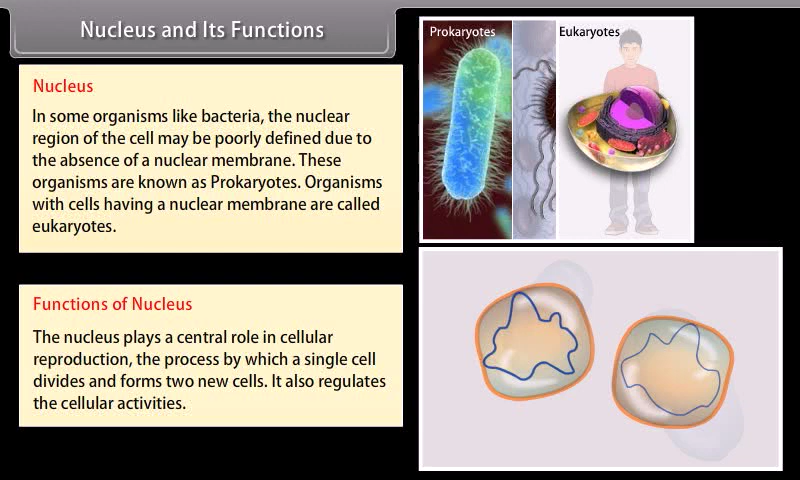 Nucleus and Its Functions
Nucleus
In some organisms like bacteria, the nuclear
region of the cell may be poorly defined due to
the absence of a nuclear membrane. These
organisms are known as Prokaryotes. Organisms
with cells having a nuclear membrane are called
eukaryotes.
Prokaryotes
Eukaryotes
Functions of Nucleus
The nucleus plays a central role in cellular
reproduction, the process by which a single cell
divides and forms two new cells. It also regulates
the cellular activities.